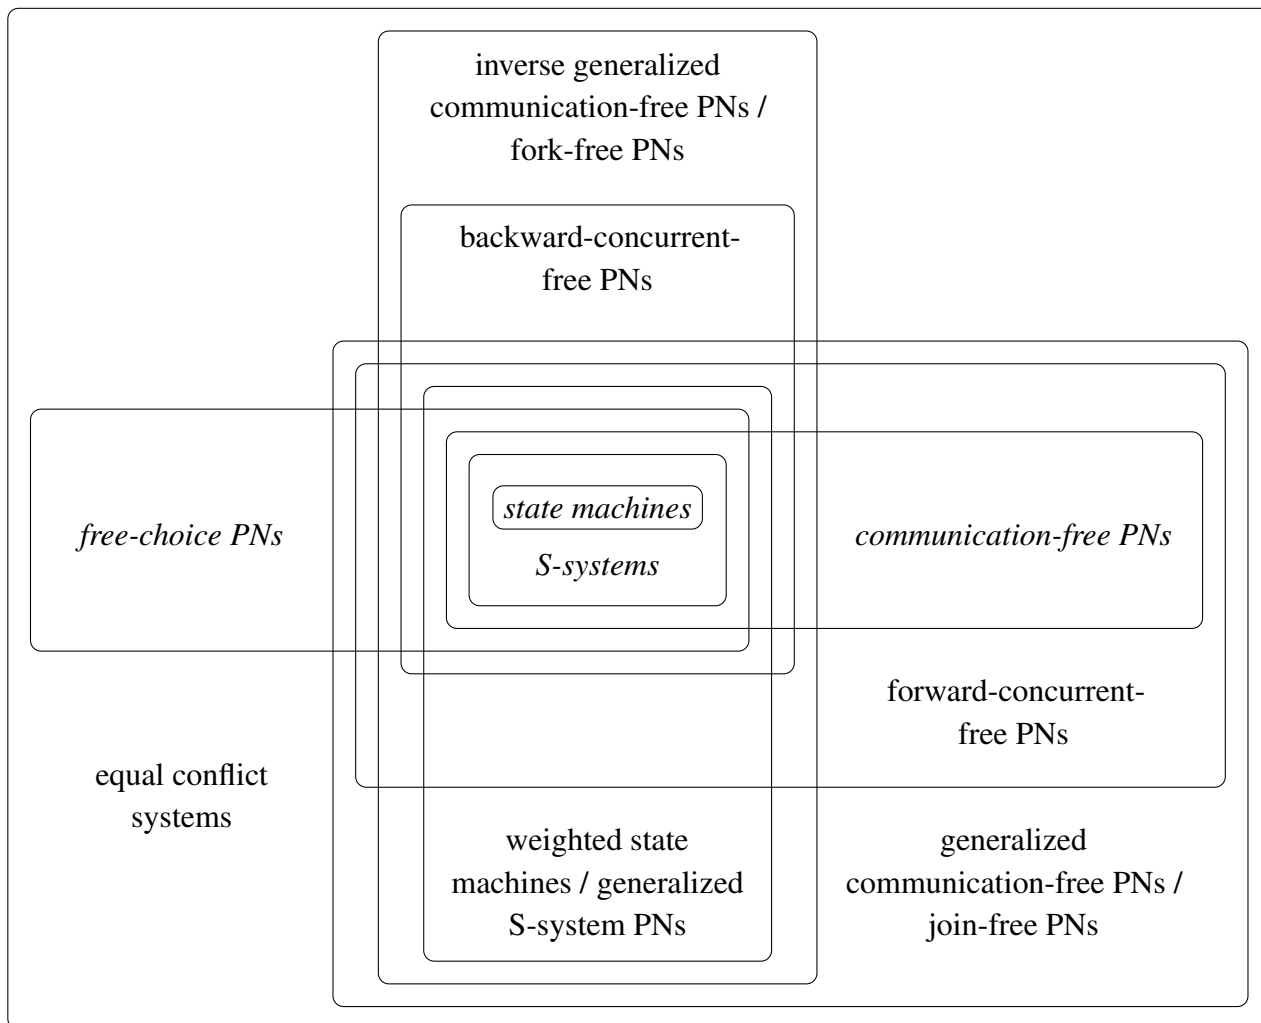 inverse generalized
communication-free PNs /
fork-free PNs
backward-concurrent-
free PNs
state machines
free-choice PNs
communication-free PNs
S-systems
forward-concurrent-
free PNs
equal conflict
systems
weighted state
machines / generalized
S-system PNs
generalized
communication-free PNs /
join-free PNs